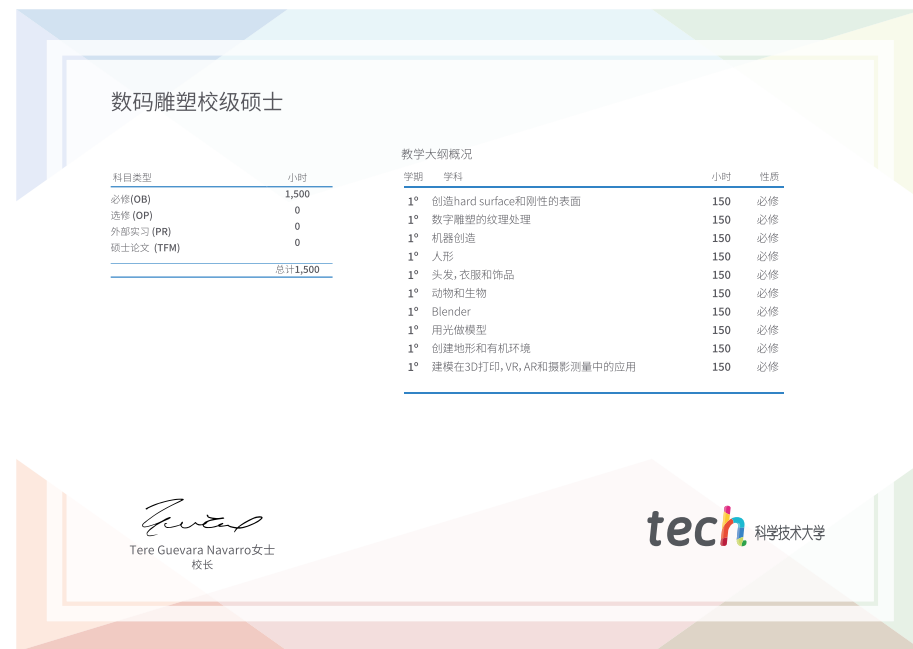 数码雕塑校级硕士
科目类型 小时
必修(OB) 1,500
选修 (OP) 0
外部实习 (PR) 0
硕士论文 (TFM) 0
总计1,500
教学大纲概况
学期 学科 小时 性质
1º 创造hard surface和刚性的表面 150 必修
1º 数字雕塑的纹理处理 150 必修
1º 机器创造 150 必修
1º 人形 150 必修
1º 头发，衣服和饰品 150 必修
1º 动物和生物 150 必修
1º Blender 150 必修
1º 用光做模型 150 必修
1º 创建地形和有机环境 150 必修
1º 建模在3D打印，VR，AR和摄影测量中的应用 150 必修
Tere Guevara Navarro女士
校长
tech 科学技术大学